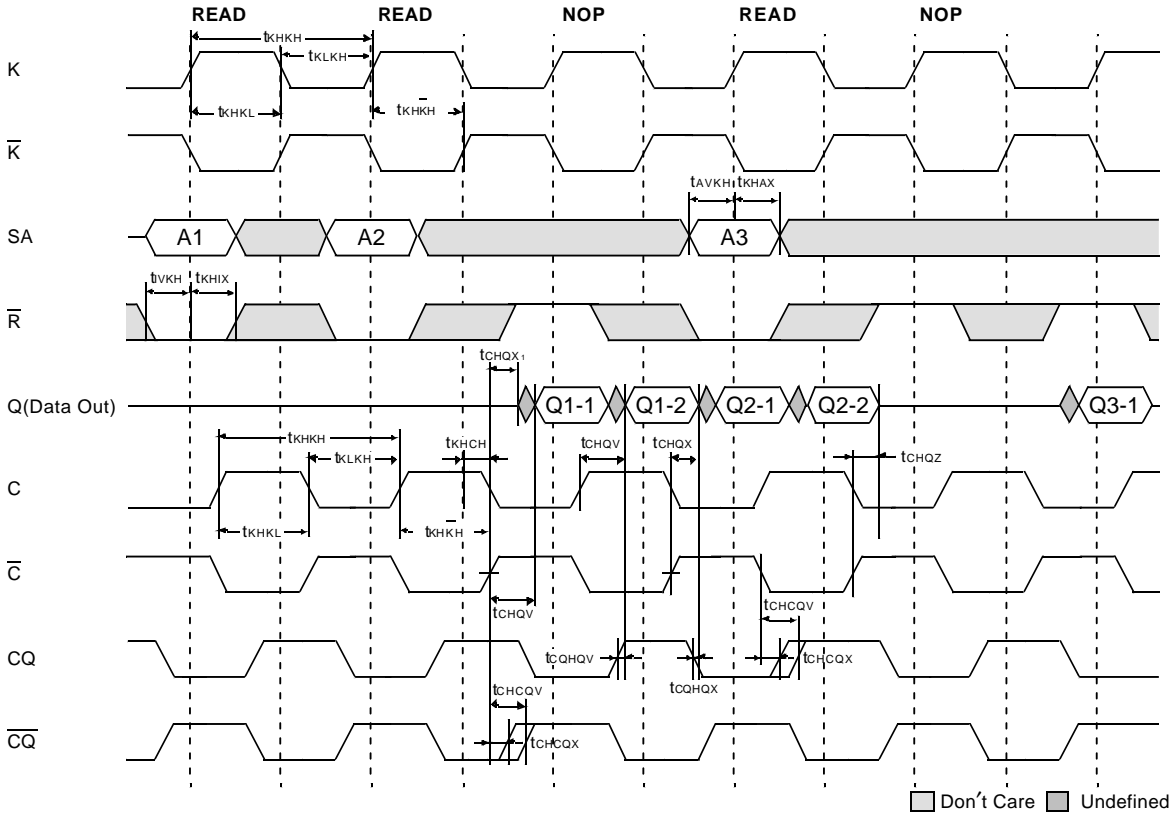 READ READ NOP READ NOP
tKHKH
tKLKH
K
tKHKL tKHK̅H
K̅
tAVKH tKHAX
SA A1 A2 A3
tIVKH tKHIX
R̅
tCHQX1
Q(Data Out) Q1-1 Q1-2 Q2-1 Q2-2 Q3-1
tKHKH tKHCH tCHQV tCHQX
tKLKH tCHQZ
C
tKHKL tKHK̅H
C̅
tCHQV tCHCQV
CQ tCQHQV tCHCQX
tCQHQX
tCHCQV
C̅Q̅ tCHCQX
Don't Care Undefined